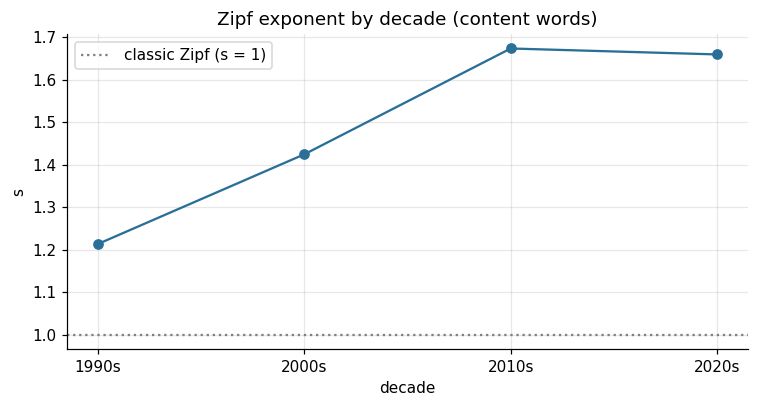 Zipf exponent by decade (content words)
classic Zipf (s = 1)
1.7
1.6
1.5
1.4
1.3
1.2
1.1
1.0
s
1990s 2000s 2010s 2020s
decade